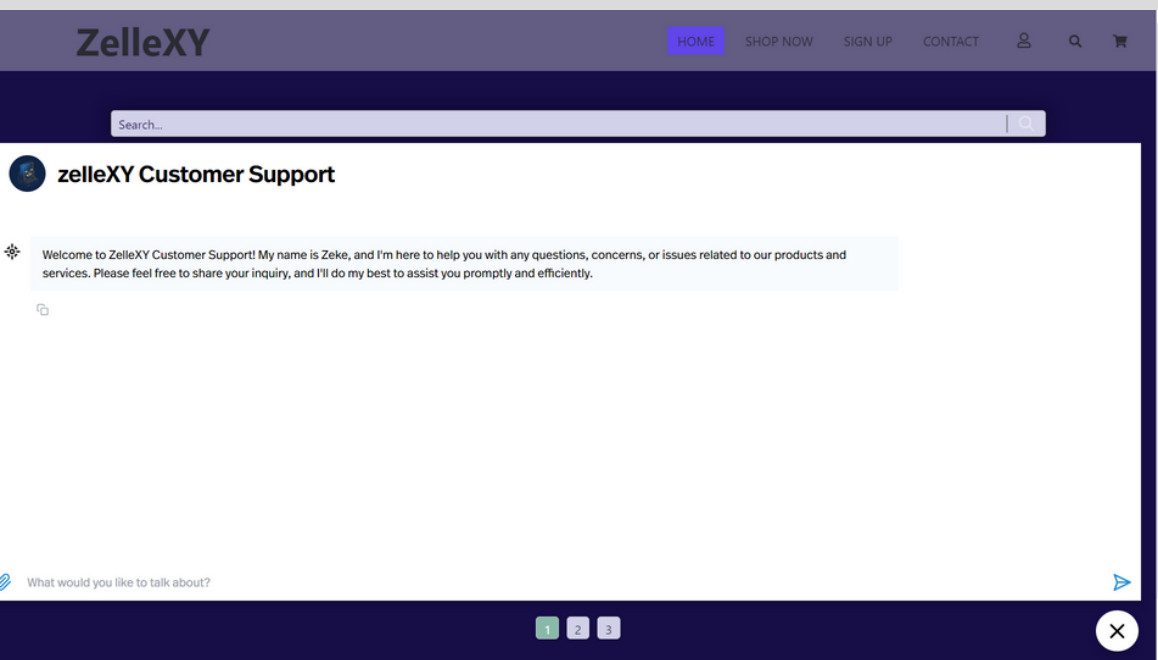 ZelleXY
HOME SHOP NOW SIGN UP CONTACT
Search...
zelleXY Customer Support
Welcome to ZelleXY Customer Support! My name is Zeke, and I'm here to help you with any questions, concerns, or issues related to our products and
services. Please feel free to share your inquiry, and I'll do my best to assist you promptly and efficiently.
What would you like to talk about?
1 2 3